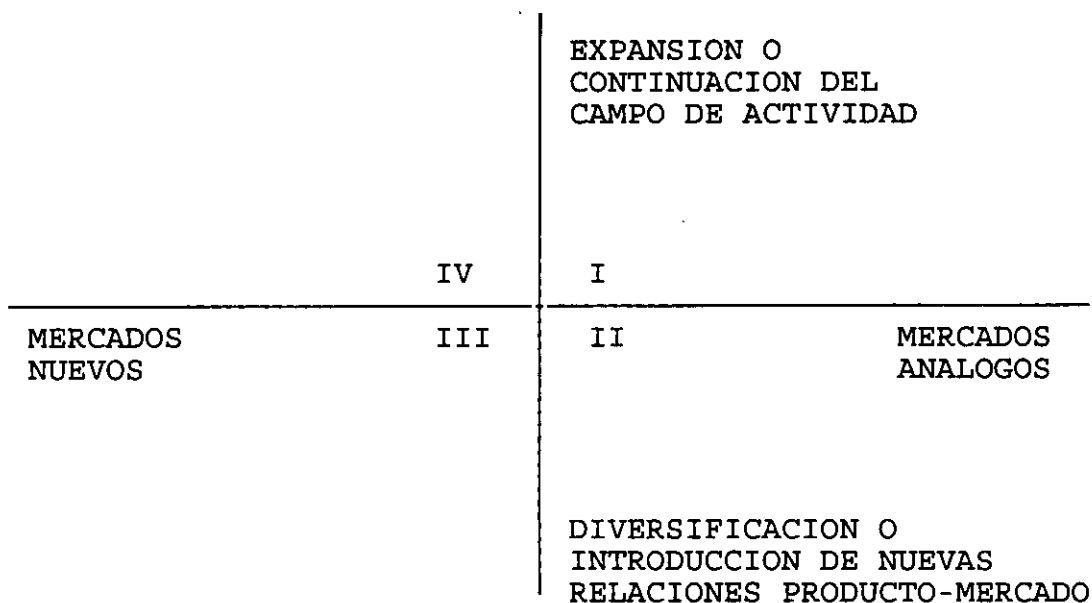 EXPANSION O
CONTINUACION DEL
CAMPO DE ACTIVIDAD
IV I
MERCADOS III II MERCADOS
NUEVOS ANALOGOS
DIVERSIFICACION O
INTRODUCCION DE NUEVAS
RELACIONES PRODUCTO-MERCADO